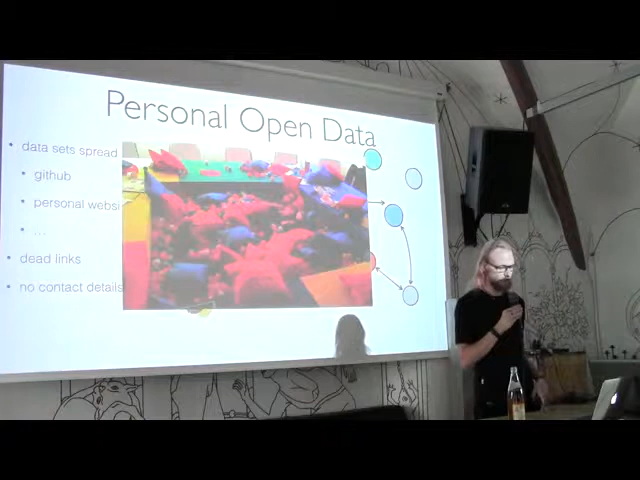 Personal Open Data
• data sets spread
• github
• personal websi
• ...
• dead links
• no contact details